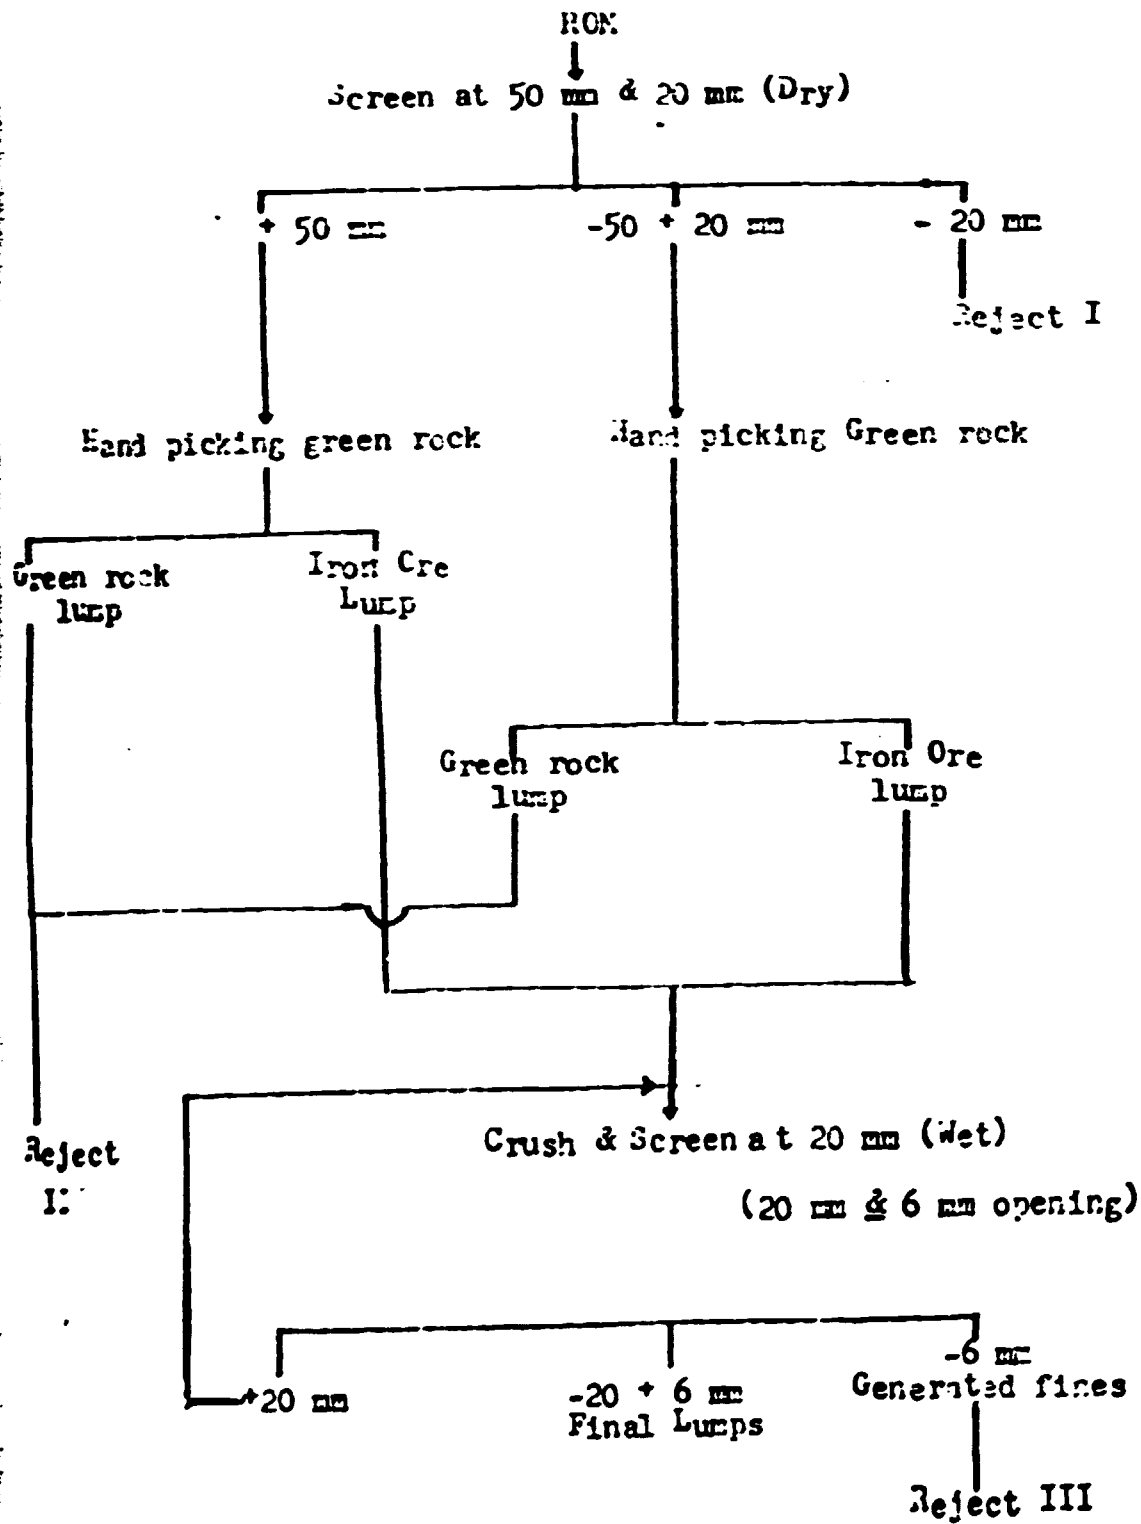 ROM
Screen at 50 mm & 20 mm (Dry)
+ 50 mm
-50 + 20 mm
- 20 mm
Reject I
Hand picking green rock
Hand picking Green rock
Green rock
lump
Iron Ore
Lump
Green rock
lump
Iron Ore
lump
Crush & Screen at 20 mm (Wet)
(20 mm & 6 mm opening)
Reject
II
+20 mm
-20 + 6 mm
Final Lumps
-6 mm
Generated fines
Reject III